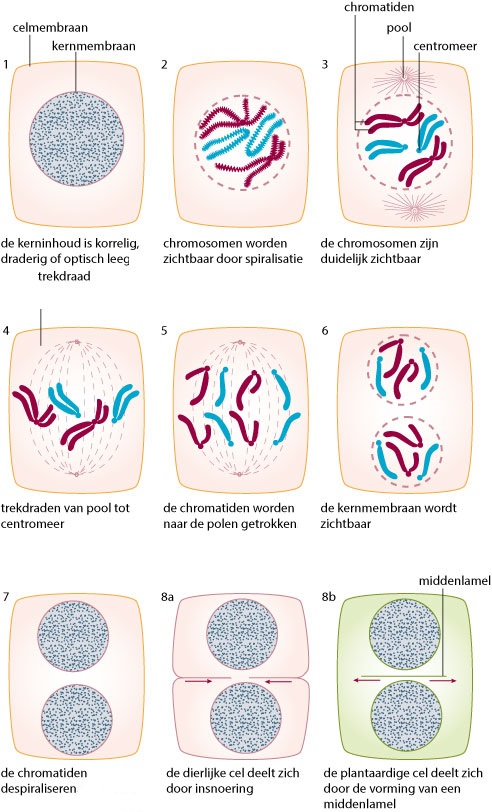 celmembraan
kernmembraan
chromatiden
pool
centromeer
1
2
3
de kerninhoud is korrelig,
draderig of optisch leeg
chromosomen worden
zichtbaar door spiralisatie
de chromosomen zijn
duidelijk zichtbaar
trekdraad
4
5
6
trekdraden van pool tot
centromeer
de chromatiden worden
naar de polen getrokken
de kernmembraan wordt
zichtbaar
middenlamel
7
8a
8b
de chromatiden
despiraliseren
de dierlijke cel deelt zich
door insnoering
de plantaardige cel deelt zich
door de vorming van een
middenlamel